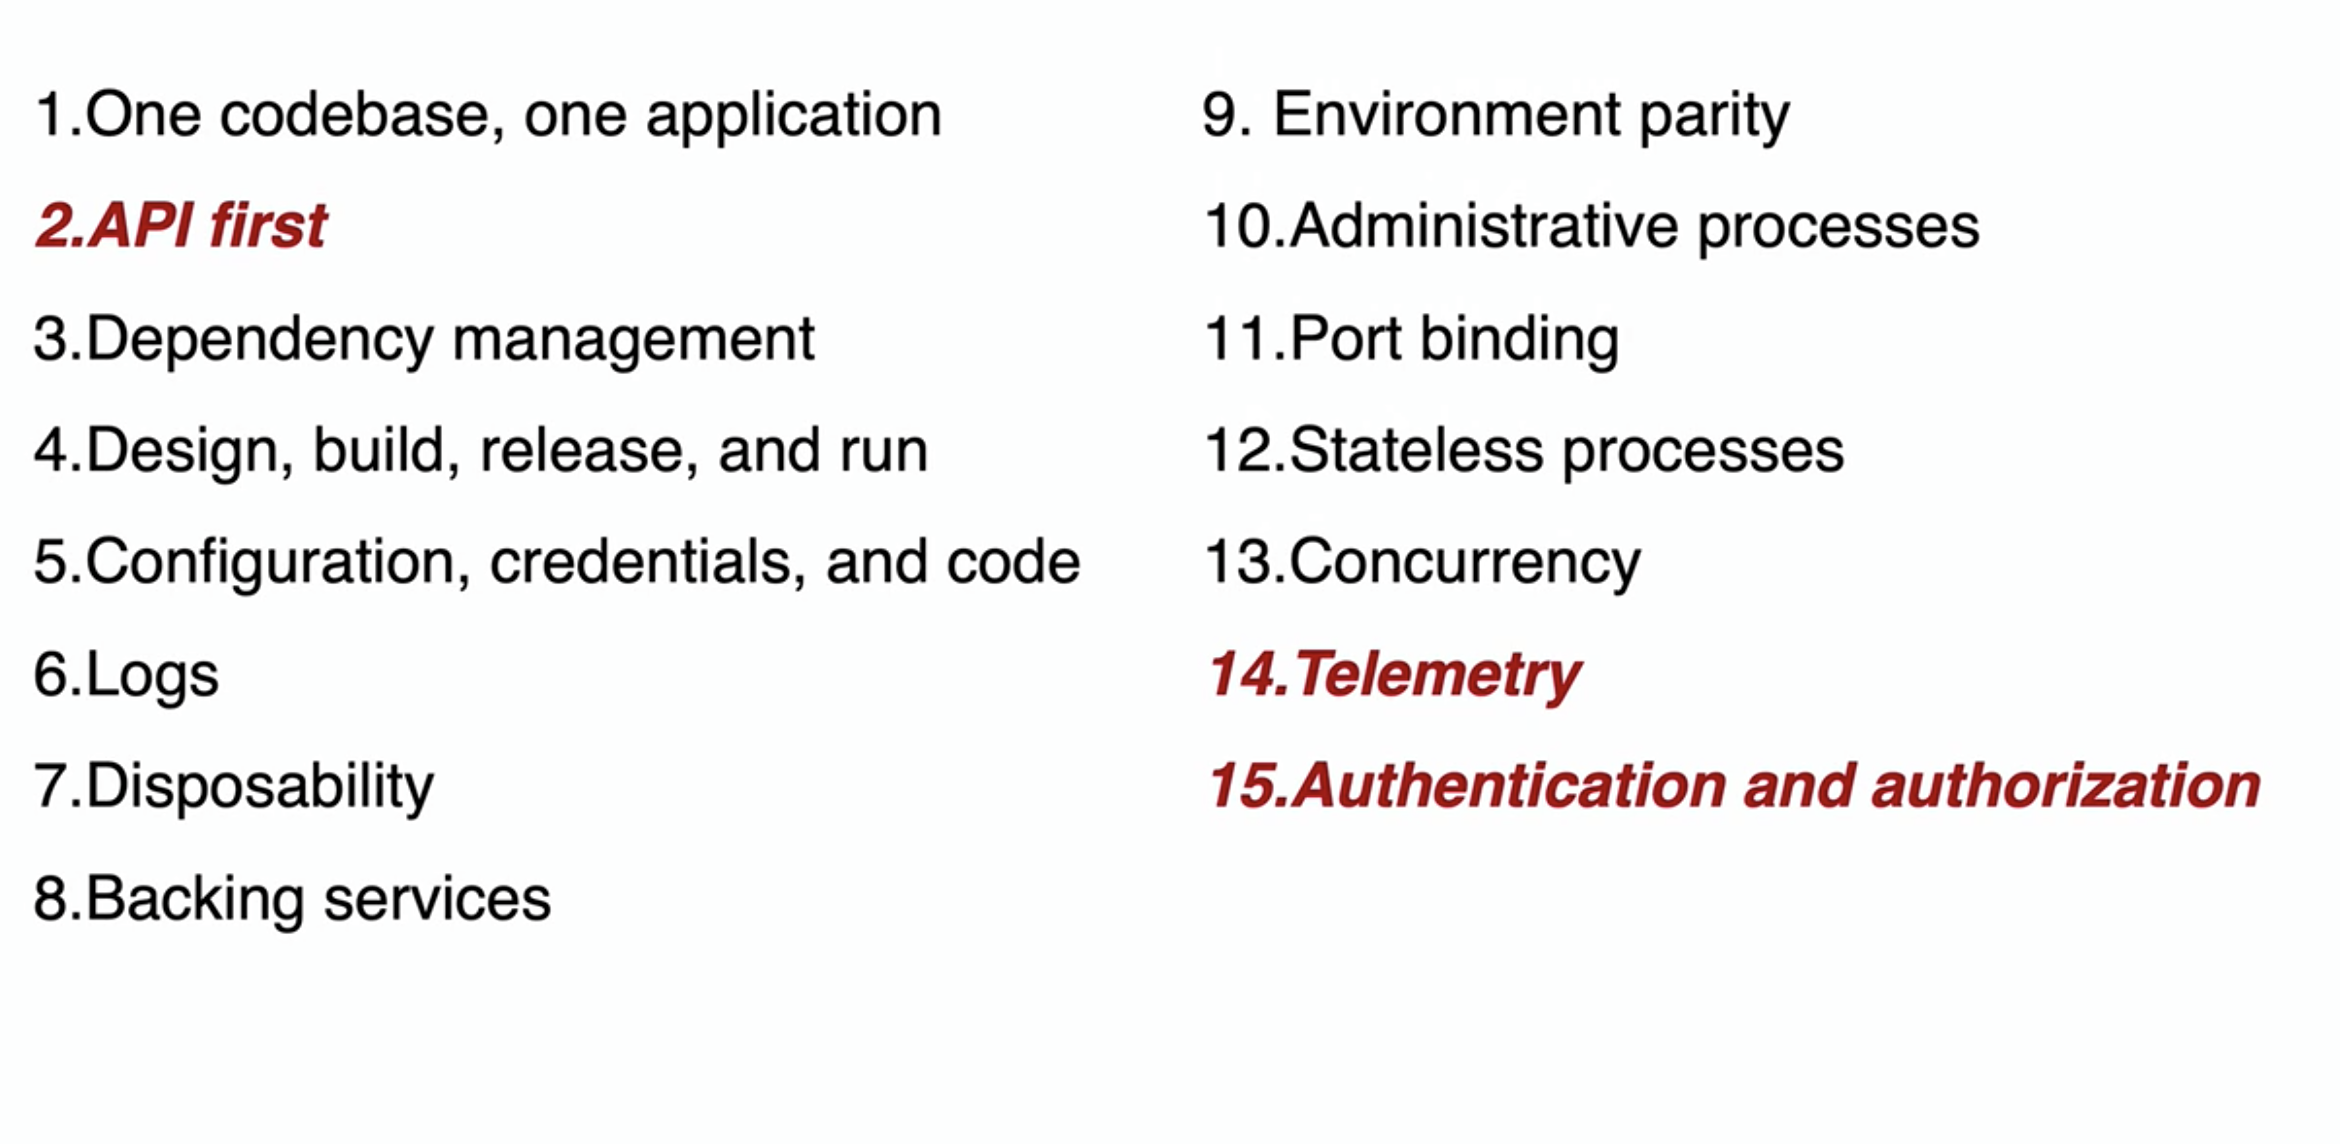 1.One codebase, one application
2.API first
3.Dependency management
4.Design, build, release, and run
5.Configuration, credentials, and code
6.Logs
7.Disposability
8.Backing services
9. Environment parity
10.Administrative processes
11.Port binding
12.Stateless processes
13.Concurrency
14.Telemetry
15.Authentication and authorization